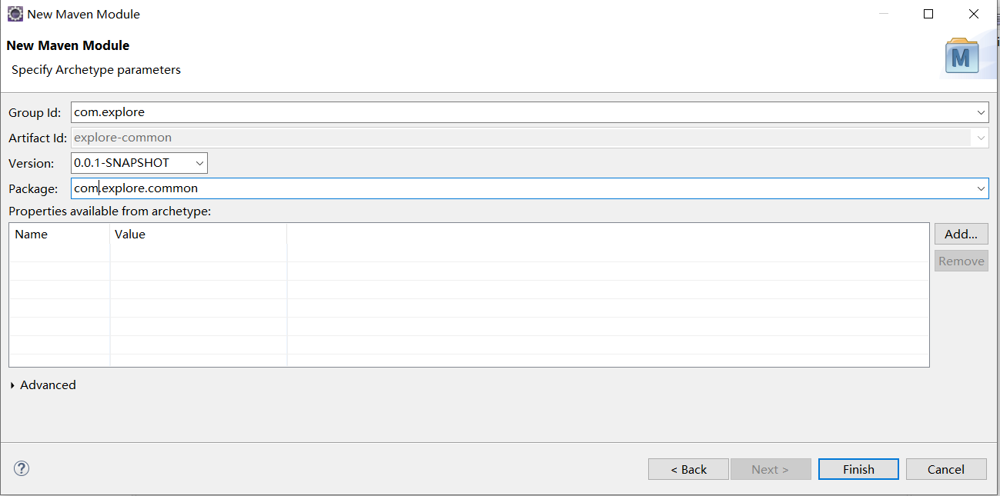 New Maven Module
New Maven Module
Specify Archetype parameters
M
Group Id: com.explore
Artifact Id: explore-common
Version: 0.0.1-SNAPSHOT
Package: com.explore.common
Properties available from archetype:
Name Value
Add...
Remove
Advanced
? < Back Next > Finish Cancel